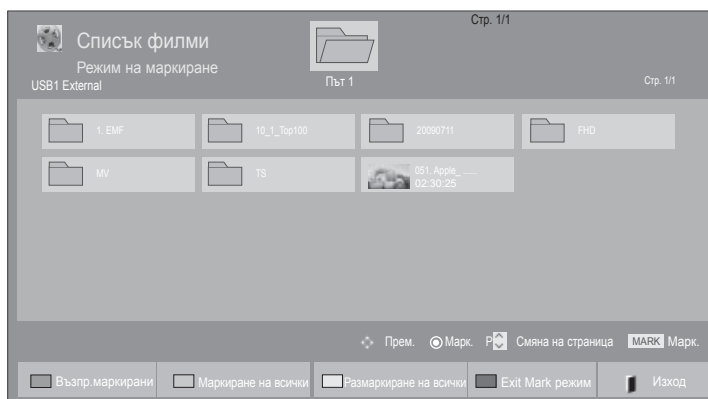 Стр. 1/1
Списък филми
Режим на маркиране
USB1 External
Път 1
Стр. 1/1
1. EMF
10_1_Top100
20090711
FHD
MV
TS
051. Apple_ ......
02:30:25
Прем.
Марк.
P
Смяна на страница
MARK Марк.
Възпр.маркирани
Маркиране на всички
Размаркиране на всички
Exit Mark режим
Изход